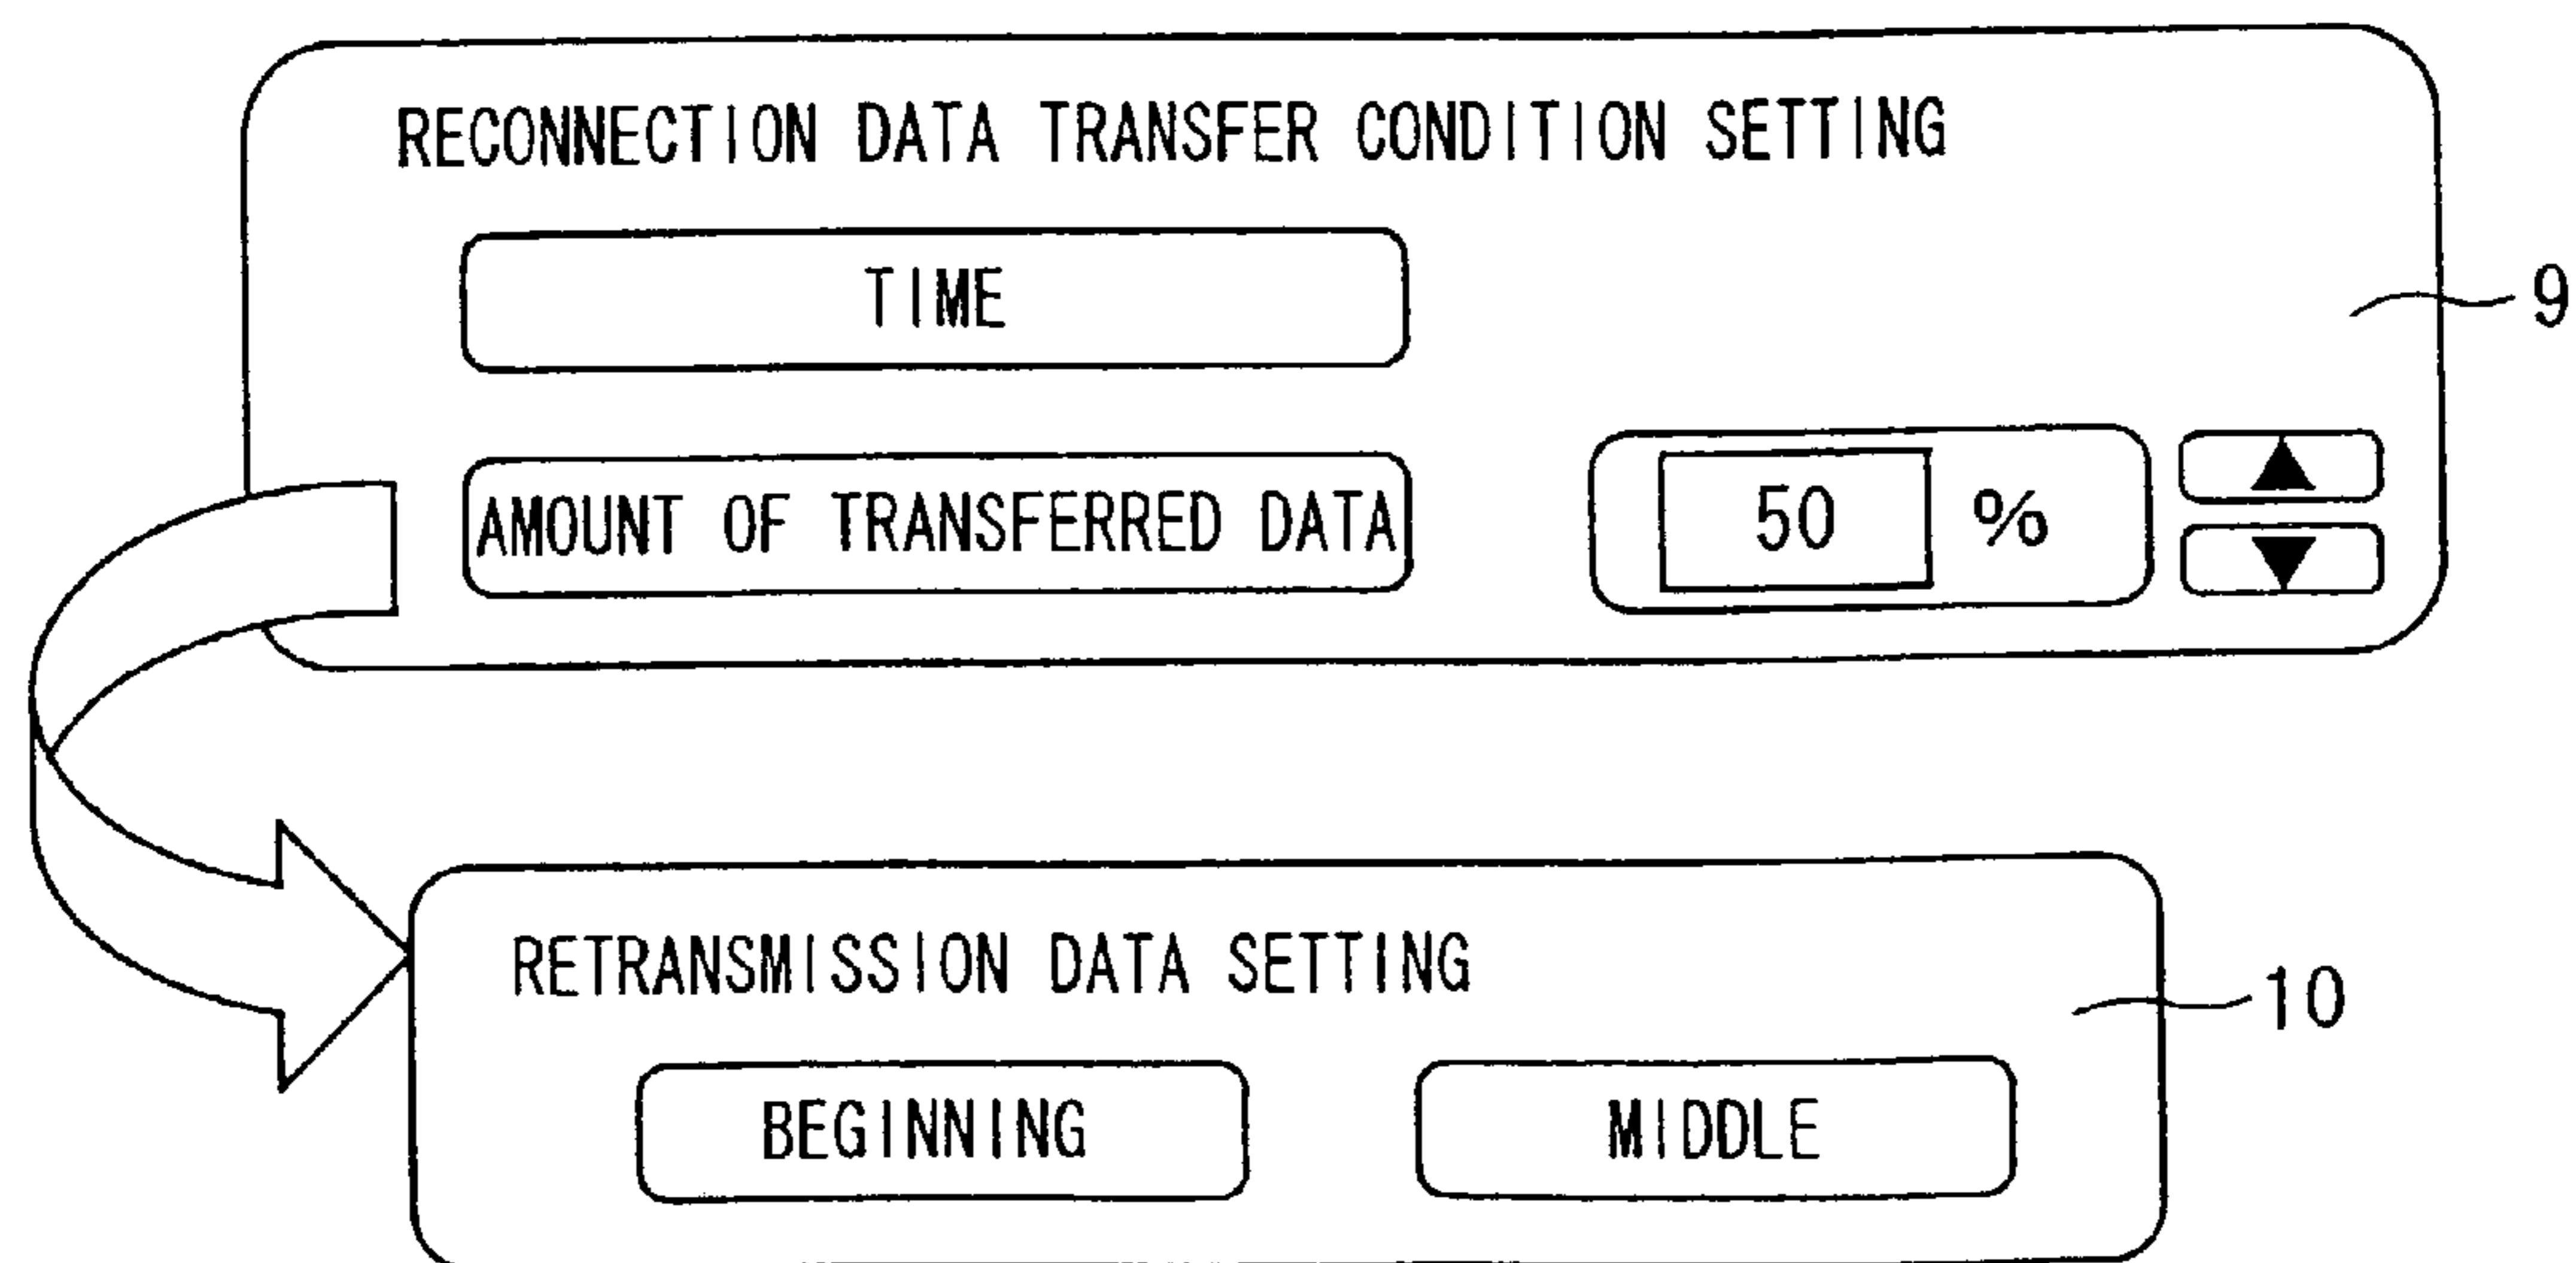 RECONNECTION DATA TRANSFER CONDITION SETTING
TIME
9
AMOUNT OF TRANSFERRED DATA 50 %
RETRANSMISSION DATA SETTING
10
BEGINNING MIDDLE